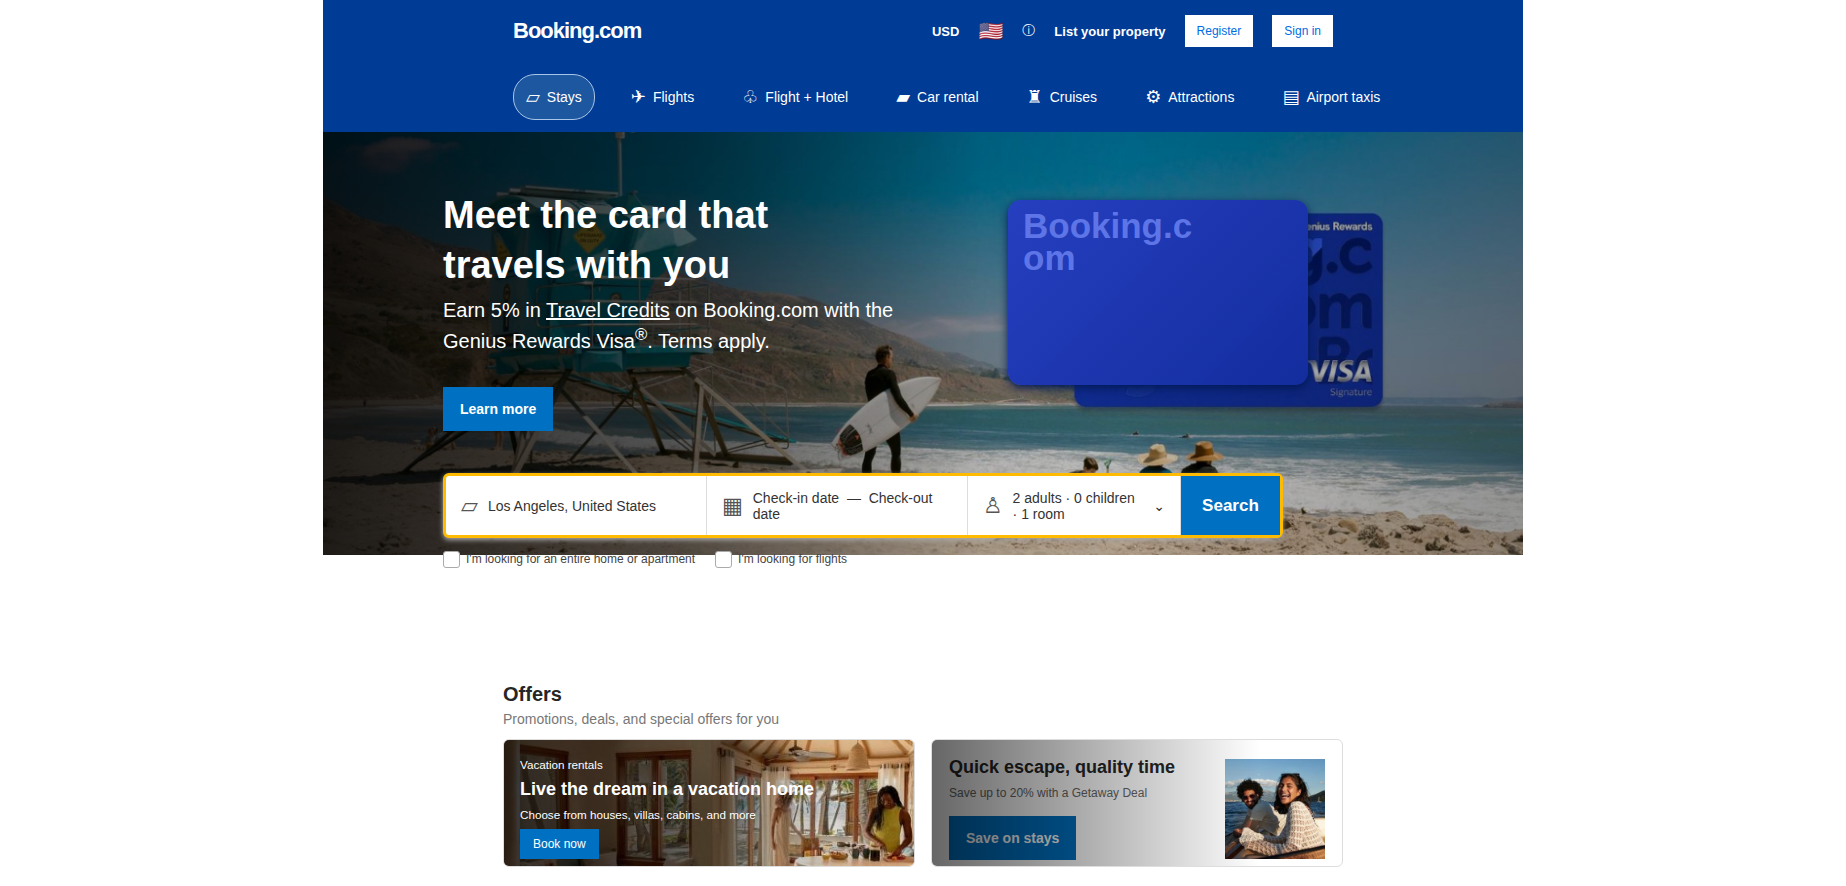 Booking.com
USD
List your property
Register
Sign in
Stays
Flights
Flight + Hotel
Car rental
Cruises
Attractions
Airport taxis
Meet the card that
travels with you
Earn 5% in Travel Credits on Booking.com with the
Genius Rewards Visa®. Terms apply.
Learn more
Booking.c
om
enius Rewards
g.c
om
VISA
Signature
Los Angeles, United States
Check-in date — Check-out
date
2 adults · 0 children
· 1 room
Search
I'm looking for an entire home or apartment
I'm looking for flights
Offers
Promotions, deals, and special offers for you
Vacation rentals
Live the dream in a vacation home
Choose from houses, villas, cabins, and more
Book now
Quick escape, quality time
Save up to 20% with a Getaway Deal
Save on stays